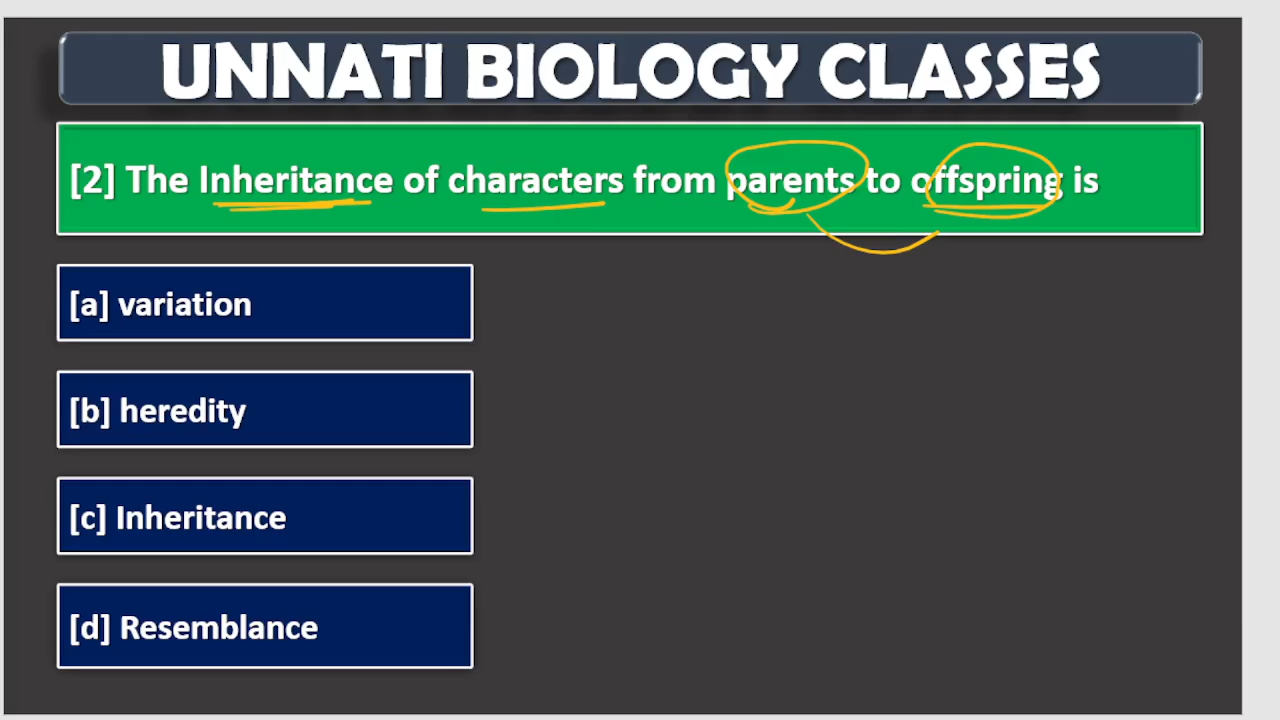 UNNATI BIOLOGY CLASSES
[2] The Inheritance of characters from parents to offspring is
[a] variation
[b] heredity
[c] Inheritance
[d] Resemblance